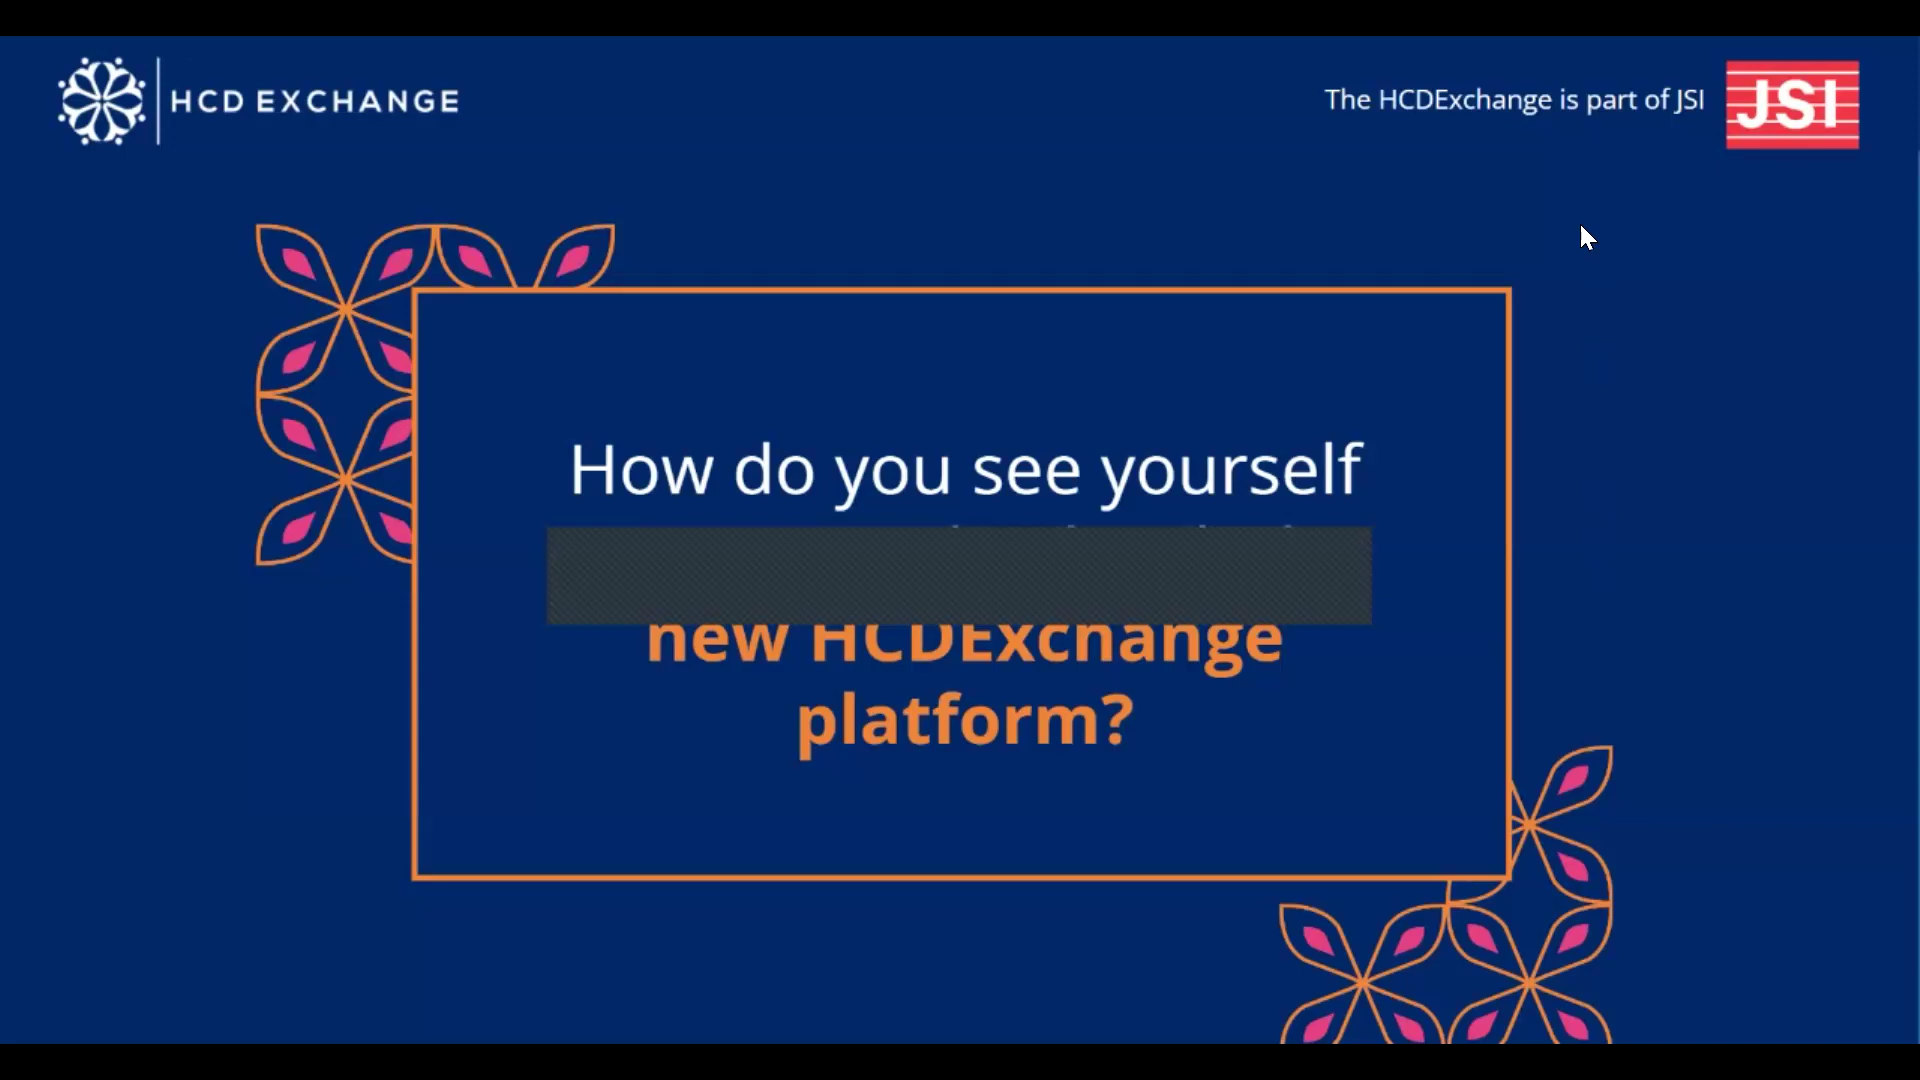 HCD EXCHANGE
The HCDExchange is part of JSI
JSI
How do you see yourself
new HCDExchange
platform?